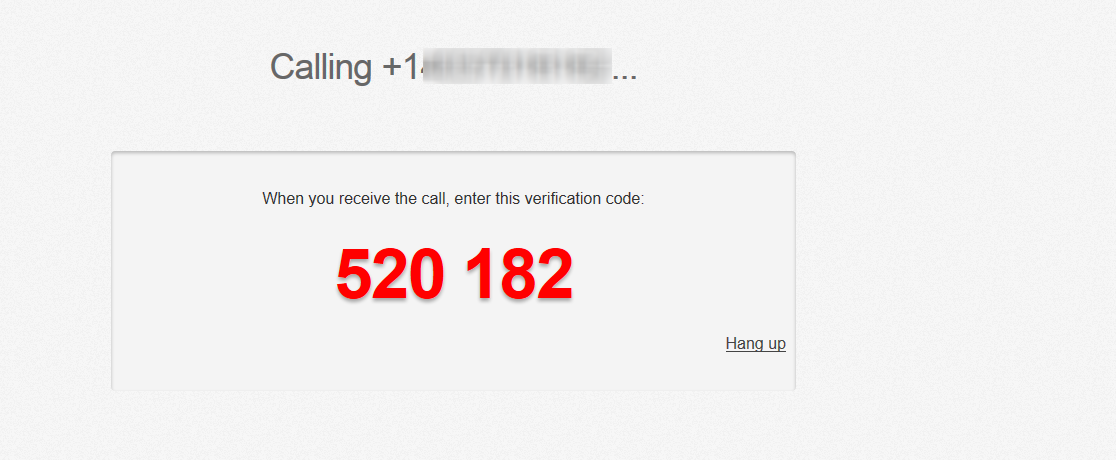 Calling +1...
When you receive the call, enter this verification code:
520 182
Hang up